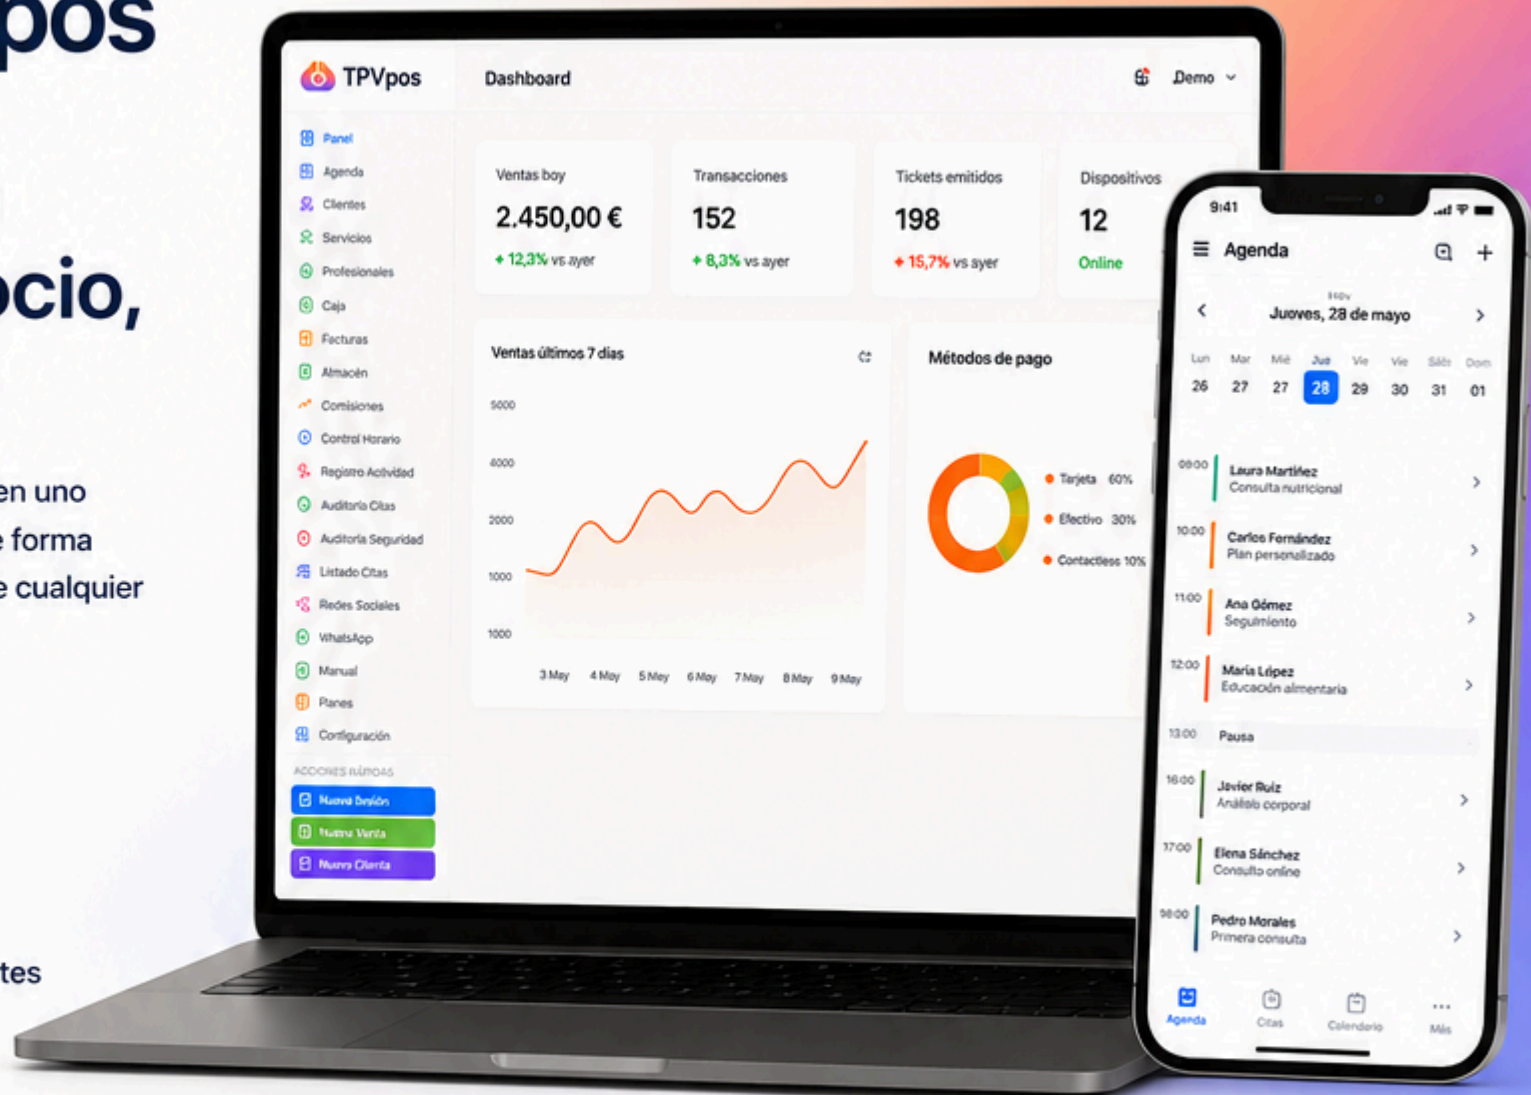 pos
ocio,
en uno
e forma
e cualquier
tes
TPVpos
Dashboard
Demo
Panel
Agenda
Clientes
Servicios
Profesionales
Caja
Facturas
Almacén
Comisiones
Control Horario
Registro Actividad
Auditoría Citas
Auditoría Seguridad
Listado Citas
Redes Sociales
WhatsApp
Manual
Planes
Configuración
Ventas boy
2.450,00 €
+ 12,3% vs ayer
Transacciones
152
+ 8,3% vs ayer
Tickets emitidos
198
+ 15,7% vs ayer
Dispositivos
12
Online
Ventas últimos 7 días
5000
4000
2000
1000
1000
3 May 4 May 5 May 6 May 7 May 8 May 9 May
Métodos de pago
Tarjeta 60%
Efectivo 30%
Contactless 10%
9:41
Agenda
Juoves, 28 de mayo
Lun Mar Mié Jue Vie Vie Dom
26 27 27 28 29 30 31 01
09:00 Laura Martíñez
Consulta nutricional
10:00 Carlos Fernández
Plan personalizado
11:00 Ana Gómez
Seguimiento
12:00 María López
Educación alimentaria
13:00 Pausa
16:00 Javier Ruiz
Análisis corporal
17:00 Elena Sánchez
Consulta online
Pedro Morales
Primera consulta
Agenda Citas Calendario Más